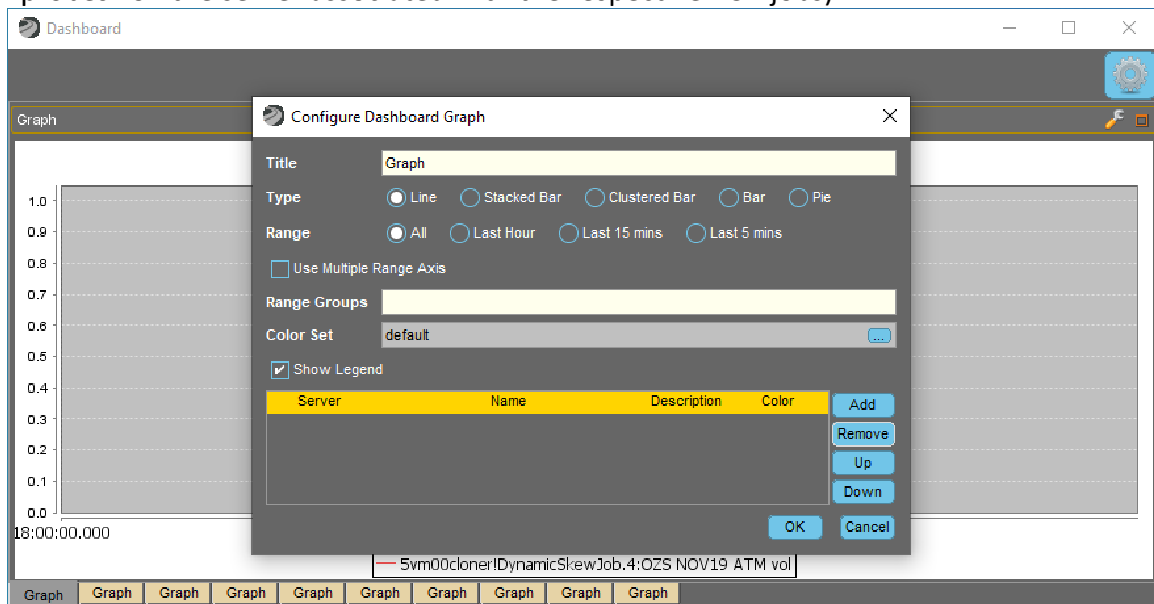 Dashboard
Graph
Configure Dashboard Graph
Title Graph
Type Line Stacked Bar Clustered Bar Bar Pie
Range All Last Hour Last 15 mins Last 5 mins
Use Multiple Range Axis
Range Groups
Color Set default ...
Show Legend
Server Name Description Color
Add
Remove
Up
Down
OK Cancel
1.0
0.9
0.8
0.7
0.6
0.5
0.4
0.3
0.2
0.1
0.0
18:00:00.000
5vm00cloner!DynamicSkewJob.4:OZS NOV19 ATM vol
Graph Graph Graph Graph Graph Graph Graph Graph Graph Graph